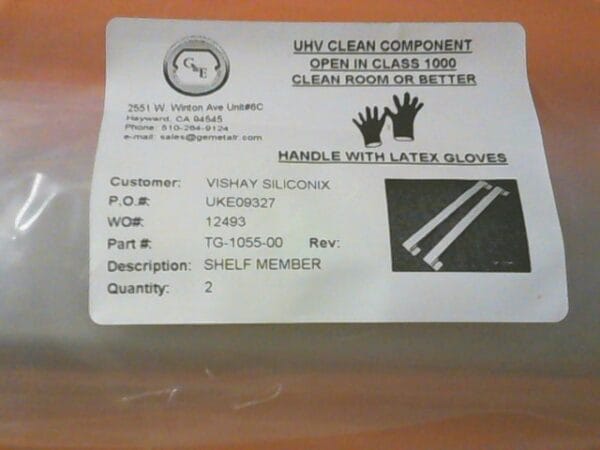 G&E
2551 W. Winton Ave Unit#6C
Hayward, CA 94545
Phone: 510-264-9124
e-mail: sales@gemetalr.com
UHV CLEAN COMPONENT
OPEN IN CLASS 1000
CLEAN ROOM OR BETTER
HANDLE WITH LATEX GLOVES
Customer: VISHAY SILICONIX
P.O.#: UKE09327
WO#: 12493
Part #: TG-1055-00 Rev:
Description: SHELF MEMBER
Quantity: 2